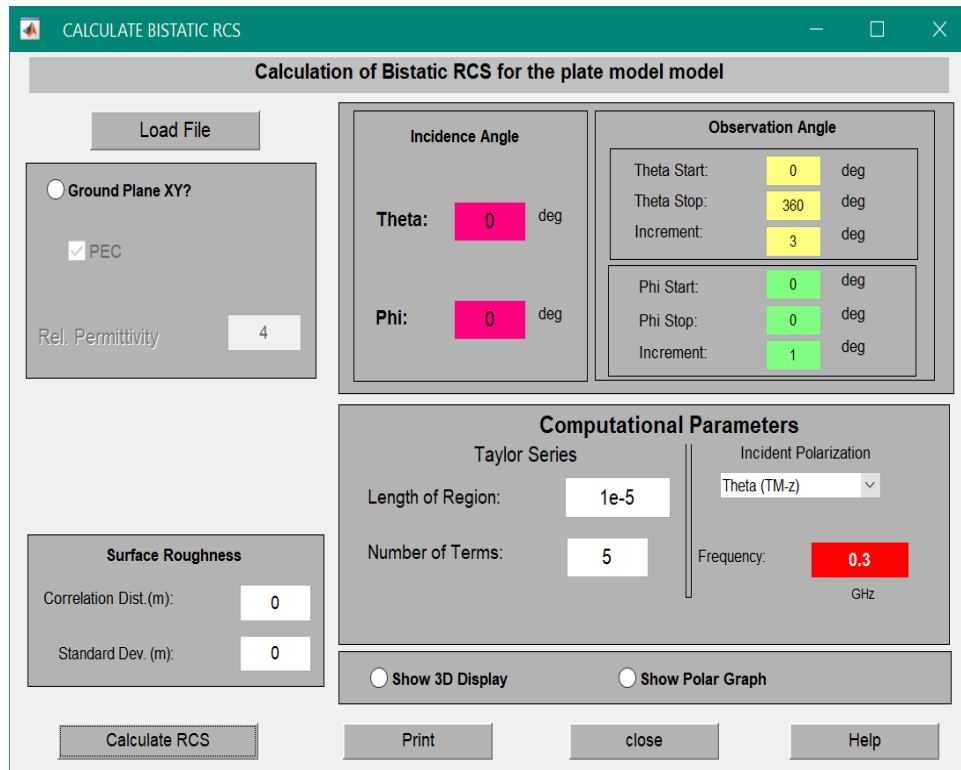 CALCULATE BISTATIC RCS
Calculation of Bistatic RCS for the plate model model
Load File
Ground Plane XY?
PEC
Rel. Permittivity 4
Incidence Angle
Theta: 0 deg
Phi: 0 deg
Observation Angle
Theta Start: 0 deg
Theta Stop: 360 deg
Increment: 3 deg
Phi Start: 0 deg
Phi Stop: 0 deg
Increment: 1 deg
Computational Parameters
Taylor Series
Length of Region: 1e-5
Number of Terms: 5
Incident Polarization
Theta (TM-z)
Frequency: 0.3
GHz
Surface Roughness
Correlation Dist.(m): 0
Standard Dev. (m): 0
Show 3D Display Show Polar Graph
Calculate RCS Print close Help